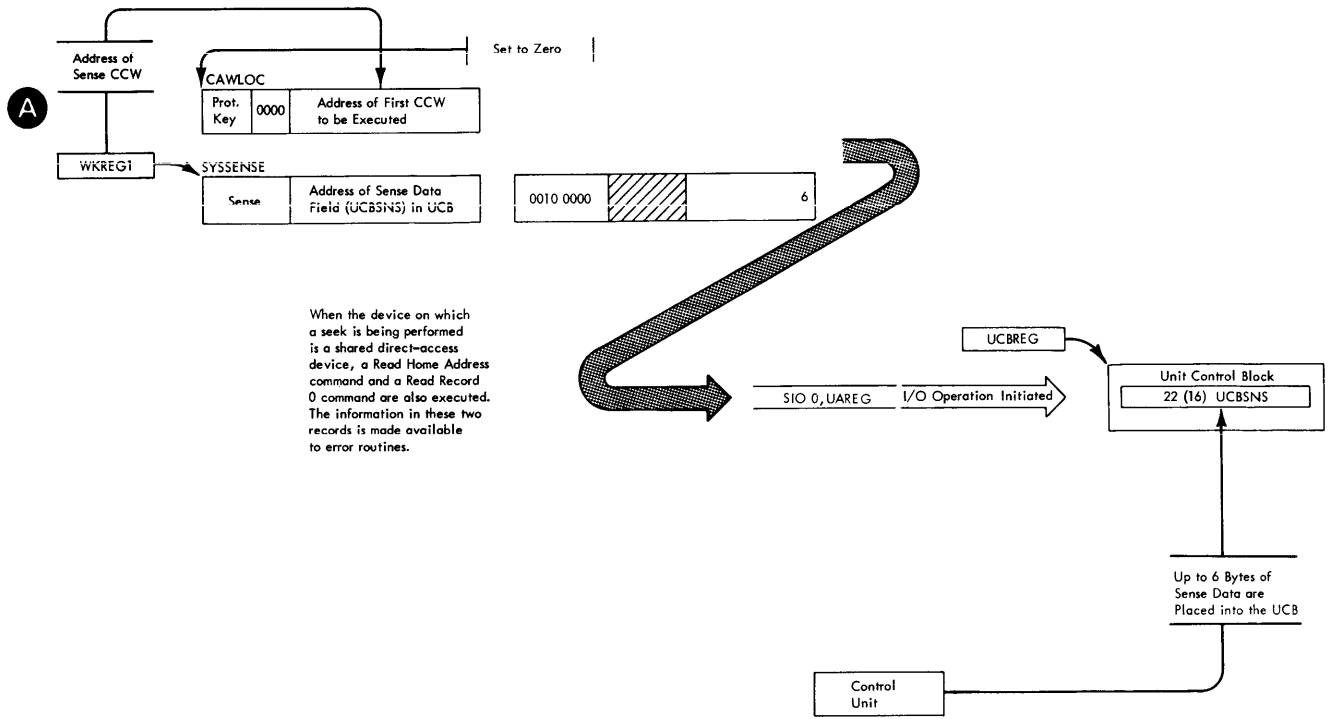 Address of
Sense CCW
Set to Zero
A
CAWLOC
Prot.
Key
0000
Address of First CCW
to be Executed
WKREG1
SYSSENSE
Sense
Address of Sense Data
Field (UCBSNS) in UCB
0010 0000
6
When the device on which
a seek is being performed
is a shared direct-access
device, a Read Home Address
command and a Read Record
0 command are also executed.
The information in these two
records is made available
to error routines.
UCBREG
SIO 0,UAREG
I/O Operation Initiated
Unit Control Block
22 (16) UCBSNS
Up to 6 Bytes of
Sense Data are
Placed into the UCB
Control
Unit